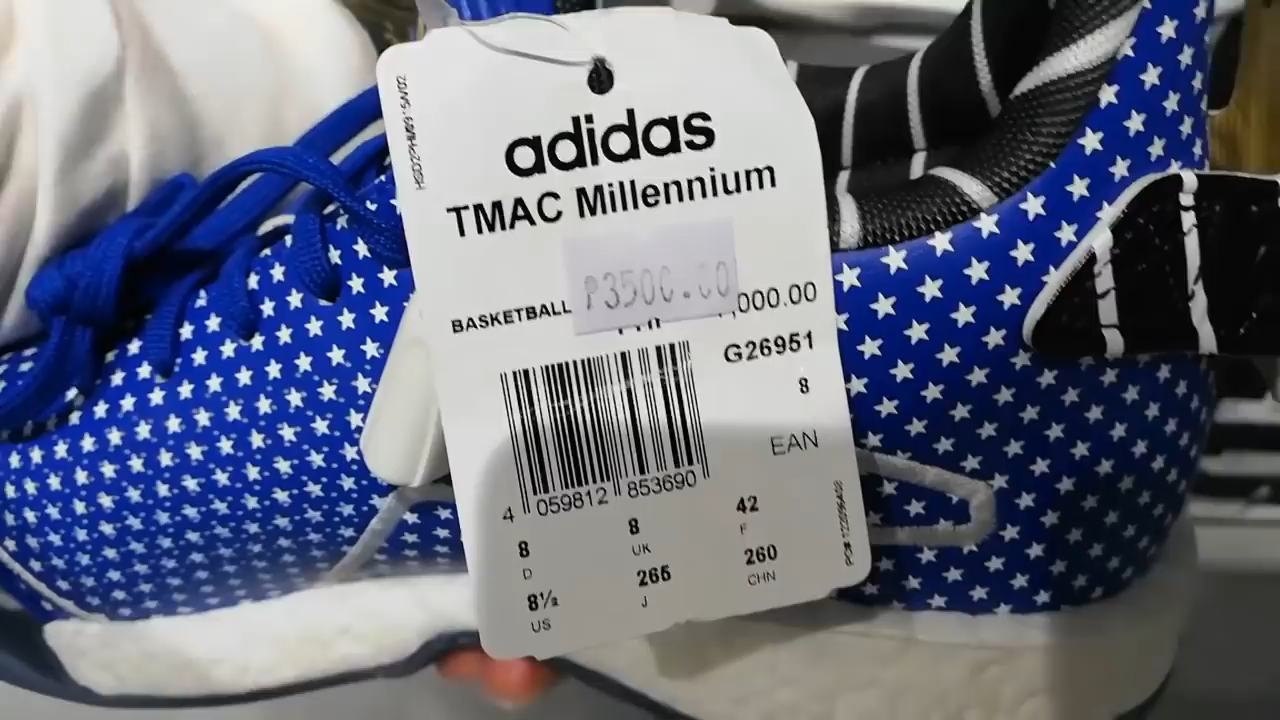 adidas
TMAC Millennium
₱3500.00
BASKETBALL
,000.00
G26951
8
EAN
4 059812 853690
8 8 42
D UK F
8½ 265 260
US J CHN